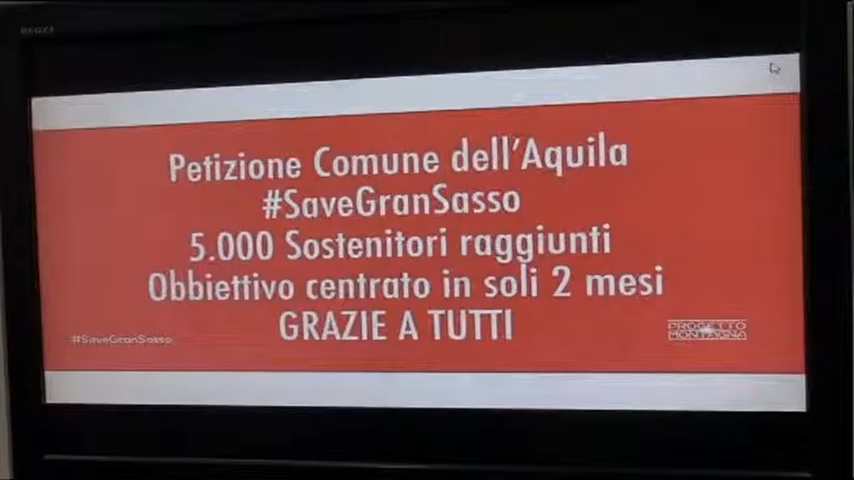 Petizione Comune dell'Aquila
#SaveGranSasso
5.000 Sostenitori raggiunti
Obbiettivo centrato in soli 2 mesi
GRAZIE A TUTTI
#SaveGranSasso
PROGETTO
MONTAGNA